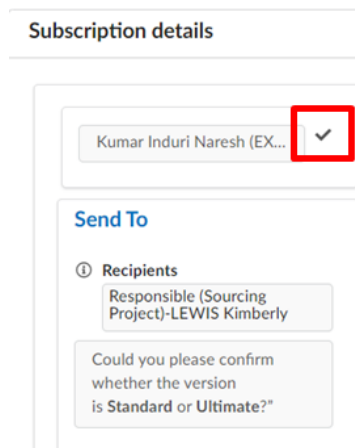 Subscription details
Kumar Induri Naresh (EX...
Send To
Recipients
Responsible (Sourcing
Project)-LEWIS Kimberly
Could you please confirm
whether the version
is Standard or Ultimate?"